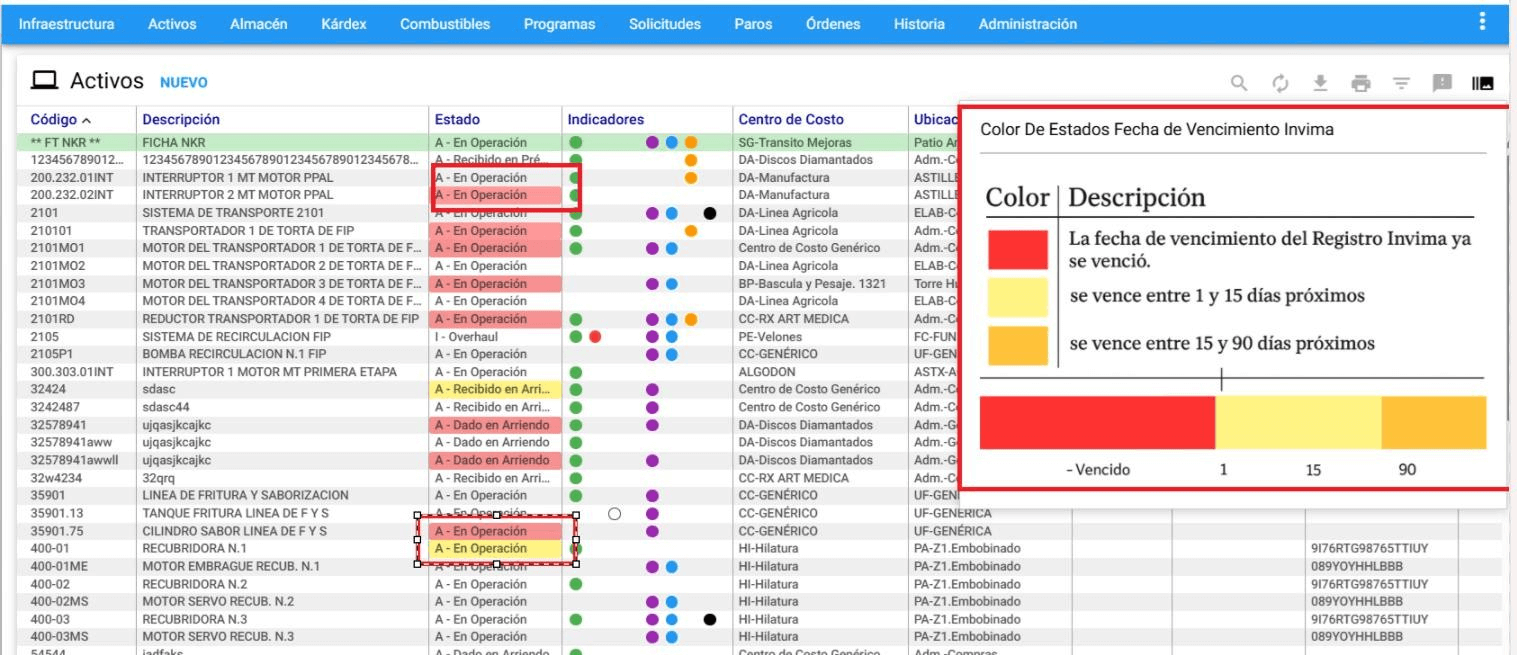 Infraestructura Activos Almacén Kárdex Combustibles Programas Solicitudes Paros Órdenes Historia Administración
Activos NUEVO
Código Descripción Estado Indicadores Centro de Costo Ubicac
** FT NKR ** FICHA NKR A - En Operación SG-Transito Mejoras Patio Ar
123456789012... 12345678901234567890123456789012345678... A - Recibido en Pré... DA-Discos Diamantados Adm.-Co
200.232.01INT INTERRUPTOR 1 MT MOTOR PPAL A - En Operación DA-Manufactura ASTILLE
200.232.02INT INTERRUPTOR 2 MT MOTOR PPAL A - En Operación DA-Manufactura ASTILLE
2101 SISTEMA DE TRANSPORTE 2101 A - En Operación DA-Linea Agricola ELAB-C
210101 TRANSPORTADOR 1 DE TORTA DE FIP A - En Operación DA-Linea Agricola Adm.-Co
2101MO1 MOTOR DEL TRANSPORTADOR 1 DE TORTA DE F... A - En Operación Centro de Costo Genérico Adm.-Co
2101MO2 MOTOR DEL TRANSPORTADOR 2 DE TORTA DE F... A - En Operación DA-Linea Agricola ELAB-C
2101MO3 MOTOR DEL TRANSPORTADOR 3 DE TORTA DE F... A - En Operación BP-Bascula y Pesaje. 1321 Torre Hu
2101MO4 MOTOR DEL TRANSPORTADOR 4 DE TORTA DE F... A - En Operación DA-Linea Agricola ELAB-C
2101RD REDUCTOR TRANSPORTADOR 1 DE TORTA DE FIP A - En Operación CC-RX ART MEDICA Adm.-Co
2105 SISTEMA DE RECIRCULACION FIP I - Overhaul PE-Velones FC-FUN
2105P1 BOMBA RECIRCULACION N.1 FIP A - En Operación CC-GENÉRICO UF-GEN
300.303.01INT INTERRUPTOR 1 MOTOR MT PRIMERA ETAPA A - En Operación ALGODON ASTX-A
32424 sdasc A - Recibido en Arri... Centro de Costo Genérico Adm.-Co
3242487 sdasc44 A - Recibido en Arri... Centro de Costo Genérico Adm.-Co
32578941 ujqasjkcajkc A - Dado en Arriendo DA-Discos Diamantados Adm.-Ge
32578941aww ujqasjkcajkc A - Dado en Arriendo DA-Discos Diamantados Adm.-Ge
32578941awwll ujqasjkcajkc A - Dado en Arriendo DA-Discos Diamantados Adm.-Ge
32w4234 32qrq A - Recibido en Arri... CC-RX ART MEDICA Adm.-Co
35901 LINEA DE FRITURA Y SABORIZACION A - En Operación CC-GENÉRICO UF-GENÉ
35901.13 TANQUE FRITURA LINEA DE F Y S A - En Operación CC-GENÉRICO UF-GENÉRICA
35901.75 CILINDRO SABOR LINEA DE F Y S A - En Operación CC-GENÉRICO UF-GENÉRICA
400-01 RECUBRIDORA N.1 A - En Operación HI-Hilatura PA-Z1.Embobinado 9I76RTG98765TTIUY
400-01ME MOTOR EMBRAGUE RECUB. N.1 A - En Operación HI-Hilatura PA-Z1.Embobinado 089YOYHHLBBB
400-02 RECUBRIDORA N.2 A - En Operación HI-Hilatura PA-Z1.Embobinado 9I76RTG98765TTIUY
400-02MS MOTOR SERVO RECUB. N.2 A - En Operación HI-Hilatura PA-Z1.Embobinado 089YOYHHLBBB
400-03 RECUBRIDORA N.3 A - En Operación HI-Hilatura PA-Z1.Embobinado 9I76RTG98765TTIUY
400-03MS MOTOR SERVO RECUB. N.3 A - En Operación HI-Hilatura PA-Z1.Embobinado 089YOYHHLBBB
54544 jadfaks A - Dado en Arriendo Centro de Costo Genérico Adm.-Compras
Color De Estados Fecha de Vencimiento Invima
Color Descripción
La fecha de vencimiento del Registro Invima ya
se venció.
se vence entre 1 y 15 días próximos
se vence entre 15 y 90 días próximos
- Vencido 1 15 90